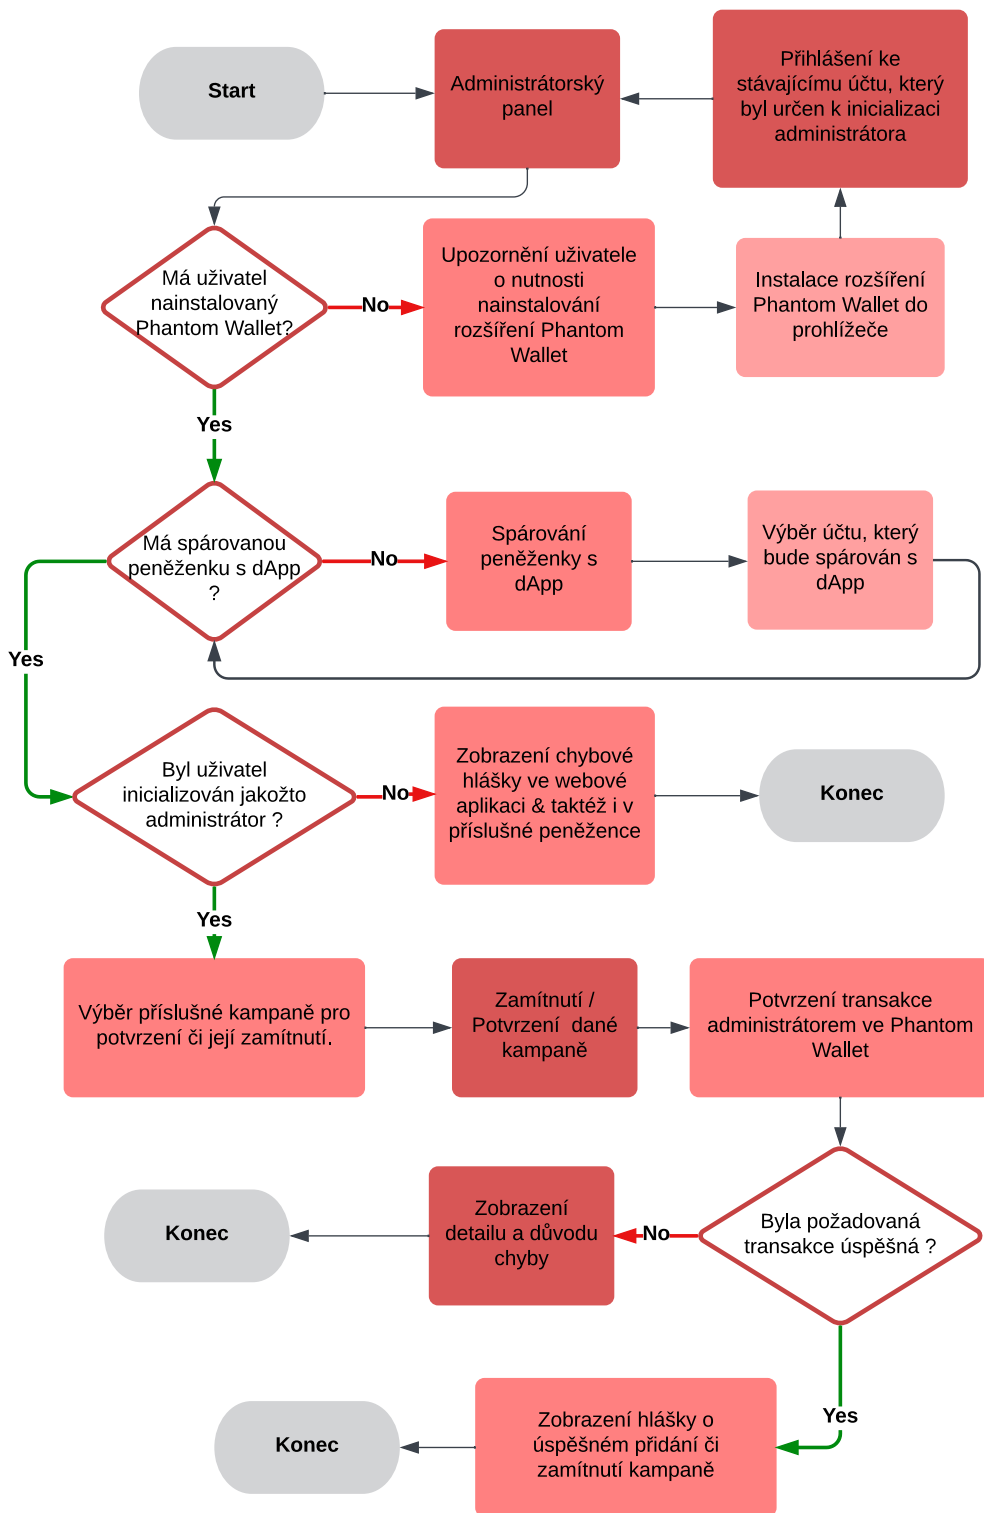 Start
Administrátorský
panel
Přihlášení ke
stávajícímu účtu, který
byl určen k inicializaci
administrátora
Má uživatel
nainstalovaný
Phantom Wallet?
No
Upozornění uživatele
o nutnosti
nainstalování
rozšíření Phantom
Wallet
Instalace rozšíření
Phantom Wallet do
prohlížeče
Yes
Má spárovanou
peněženku s dApp
?
No
Spárování
peněženky s
dApp
Výběr účtu, který
bude spárován s
dApp
Yes
Byl uživatel
inicializován jakožto
administrátor ?
No
Zobrazení chybové
hlášky ve webové
aplikaci & taktéž i v
příslušné peněžence
Konec
Yes
Výběr příslušné kampaně pro
potvrzení či její zamítnutí.
Zamítnutí /
Potvrzení  dané
kampaně
Potvrzení transakce
administrátorem ve Phantom
Wallet
Byla požadovaná
transakce úspěšná ?
No
Zobrazení
detailu a důvodu
chyby
Konec
Yes
Zobrazení hlášky o
úspěšném přidání či
zamítnutí kampaně
Konec